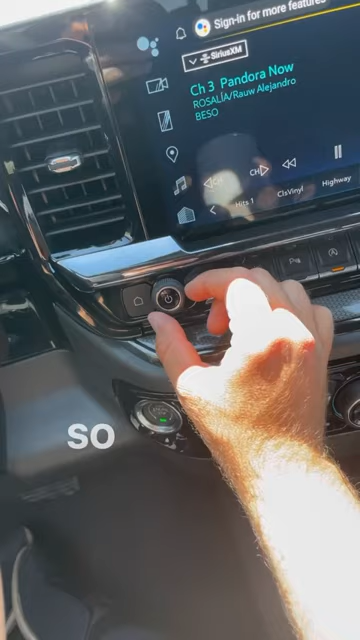 Sign-in for more features
SiriusXM
Ch 3 Pandora Now
ROSALÍA/Rauw Alejandro
BESO
CH
Hits 1
ClsVinyl
Highway
SO